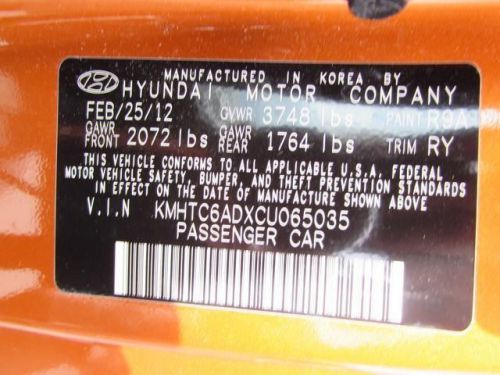 MANUFACTURED IN KOREA BY
HYUNDAI MOTOR COMPANY
FEB/25/12 GVWR 3748 lbs PAINT R9A
GAWR FRONT 2072 lbs GAWR REAR 1764 lbs TRIM RY
THIS VEHICLE CONFORMS TO ALL APPLICABLE U.S.A. FEDERAL
MOTOR VEHICLE SAFETY, BUMPER, AND THEFT PREVENTION STANDARDS
IN EFFECT ON THE DATE OF MANUFACTURE SHOWN ABOVE.
V.I.N KMHTC6ADXCU065035
PASSENGER CAR